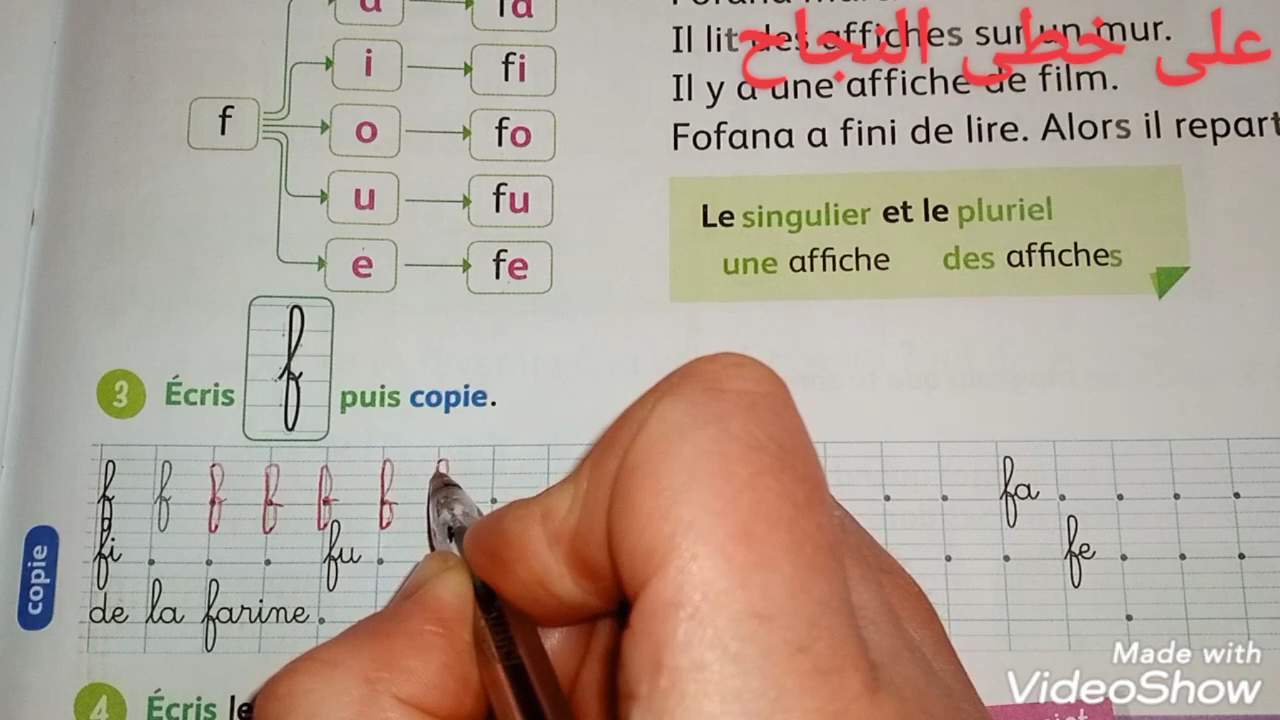 a
fa
i
fi
f
o
fo
u
fu
e
fe
Fofana
Il lit des affiches sur un mur.
Il y a une affiche de film.
Fofana a fini de lire. Alors il repart
على خطى النجاح
Le singulier et le pluriel
une affiche des affiches
3 Écris f puis copie.
copie
f f f f f f fa
fi fu fe
de la farine.
4 Écris le
Made with
VideoShow